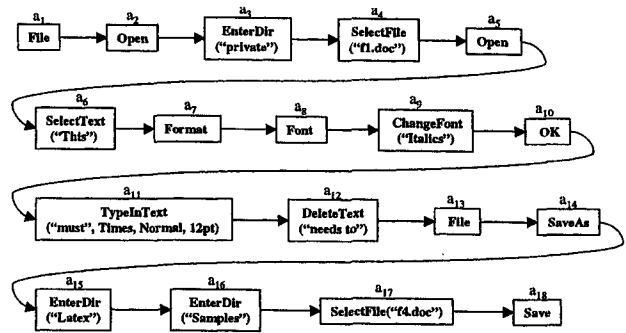 a1 a2 a3 a4 a5
File Open EnterDir SelectFile Open
("private") ("f1.doc")
a6 a7 a8 a9 a10
SelectText Format Font ChangeFont OK
("This") ("Italics")
a11 a12 a13 a14
TypeInText DeleteText File SaveAs
("must", Times, Normal, 12pt) ("needs to")
a15 a16 a17 a18
EnterDir EnterDir SelectFile("f4.doc") Save
("Latex") ("Samples")